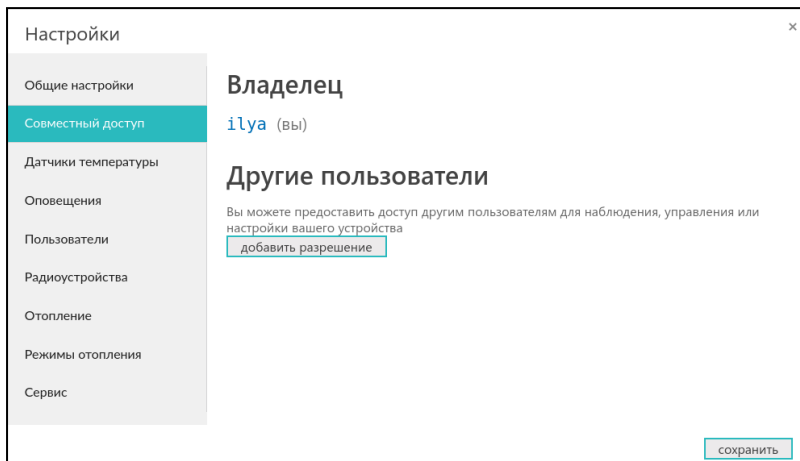 Настройки
×
Общие настройки
Совместный доступ
Датчики температуры
Оповещения
Пользователи
Радиоустройства
Отопление
Режимы отопления
Сервис
Владелец
ilya (вы)
Другие пользователи
Вы можете предоставить доступ другим пользователям для наблюдения, управления или
настройки вашего устройства
добавить разрешение
сохранить